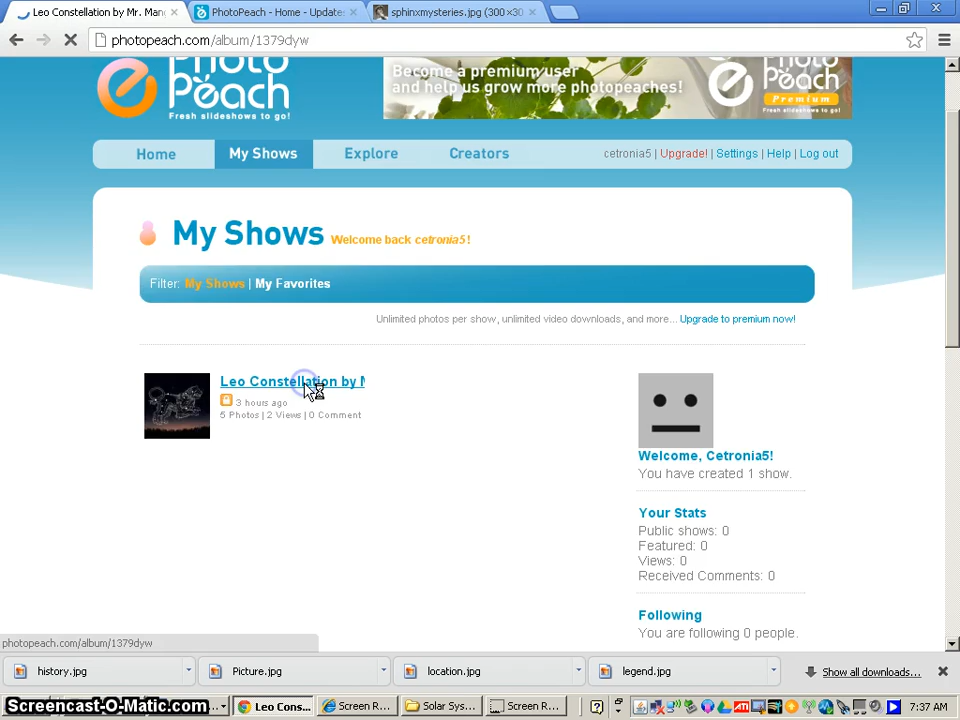 Leo Constellation by Mr. Mang
PhotoPeach - Home - Update
sphinxmysteries.jpg (300×30
photopeach.com/album/1379dyw
Photo
Peach
Fresh slideshows to go!
Become a premium user
and help us grow more photopeaches!
Photo
Peach
Premium
Fresh slideshows to go!
Home
My Shows
Explore
Creators
cetronia5 | Upgrade! | Settings | Help | Log out
My Shows Welcome back cetronia5!
Filter: My Shows | My Favorites
Unlimited photos per show, unlimited video downloads, and more... Upgrade to premium now!
Leo Constellation by M
3 hours ago
5 Photos | 2 Views | 0 Comment
Welcome, Cetronia5!
You have created 1 show.
Your Stats
Public shows: 0
Featured: 0
Views: 0
Received Comments: 0
Following
You are following 0 people.
photopeach.com/album/1379dyw
history.jpg
Picture.jpg
location.jpg
legend.jpg
Show all downloads...
Screencast-O-Matic.com
Leo Cons...
Screen R...
Solar Sys...
Screen R...
7:37 AM